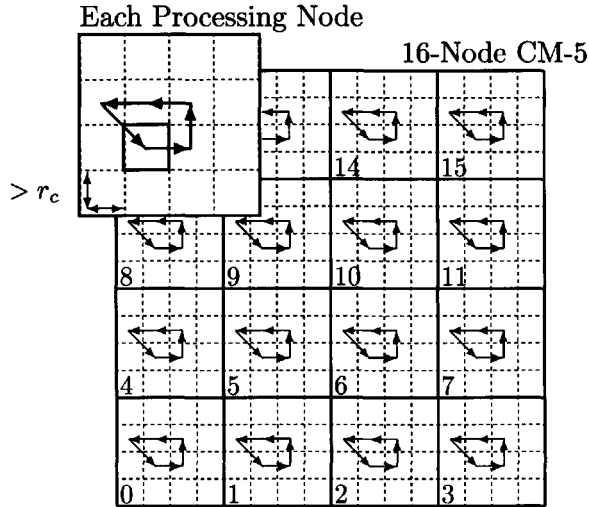 Each Processing Node
16-Node CM-5
14 15
> r_c
8 9 10 11
4 5 6 7
0 1 2 3